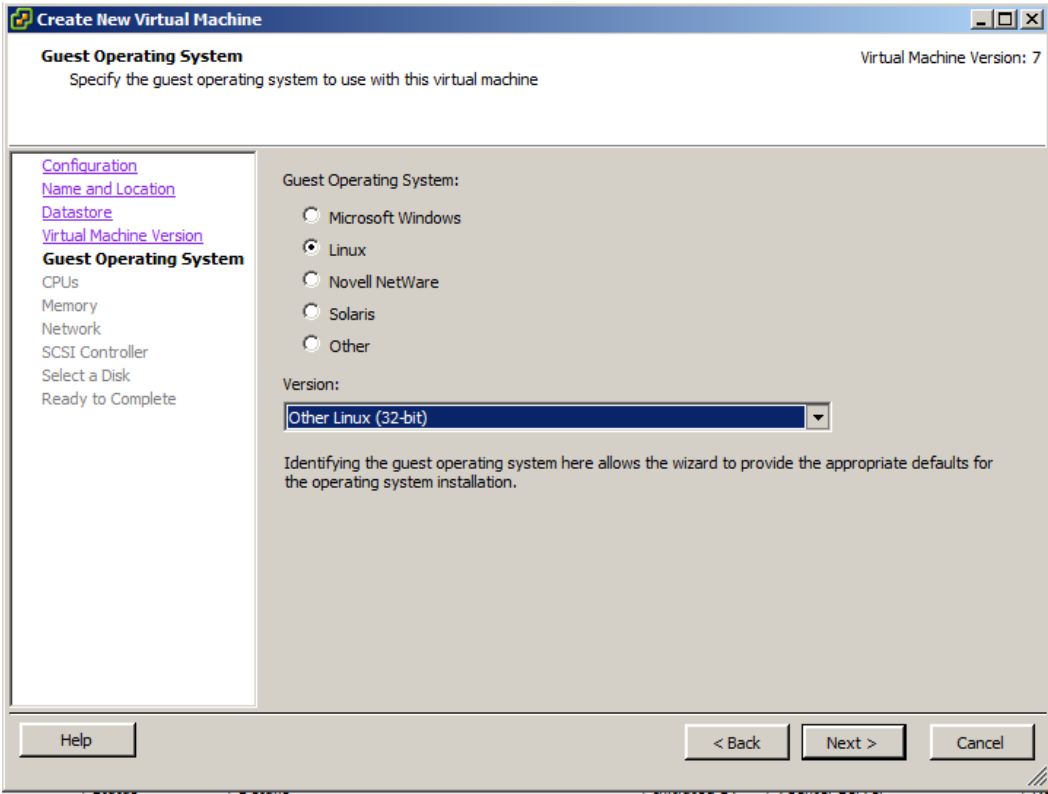 Create New Virtual Machine
Guest Operating System
Virtual Machine Version: 7
Specify the guest operating system to use with this virtual machine
Configuration
Name and Location
Datastore
Virtual Machine Version
Guest Operating System
CPUs
Memory
Network
SCSI Controller
Select a Disk
Ready to Complete
Guest Operating System:
Microsoft Windows
Linux
Novell NetWare
Solaris
Other
Version:
Other Linux (32-bit)
Identifying the guest operating system here allows the wizard to provide the appropriate defaults for
the operating system installation.
Help
< Back
Next >
Cancel